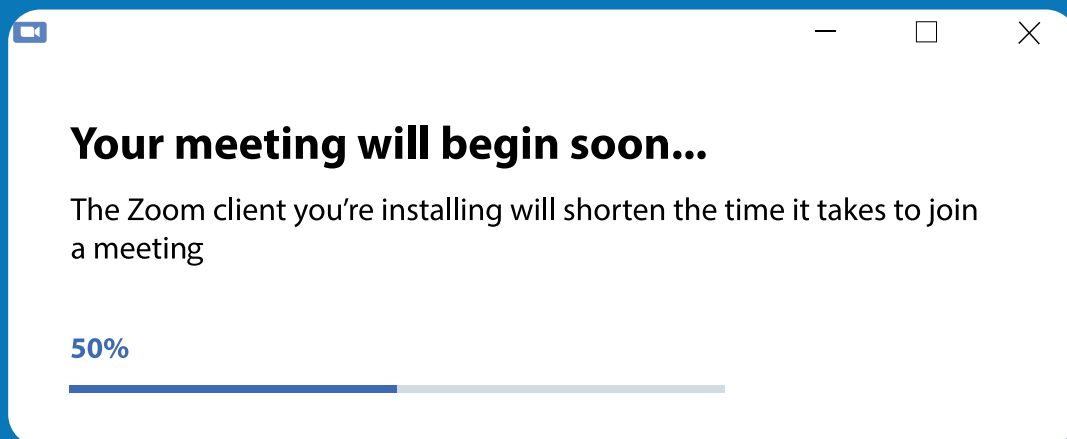 Your meeting will begin soon...
The Zoom client you’re installing will shorten the time it takes to join
a meeting
50%